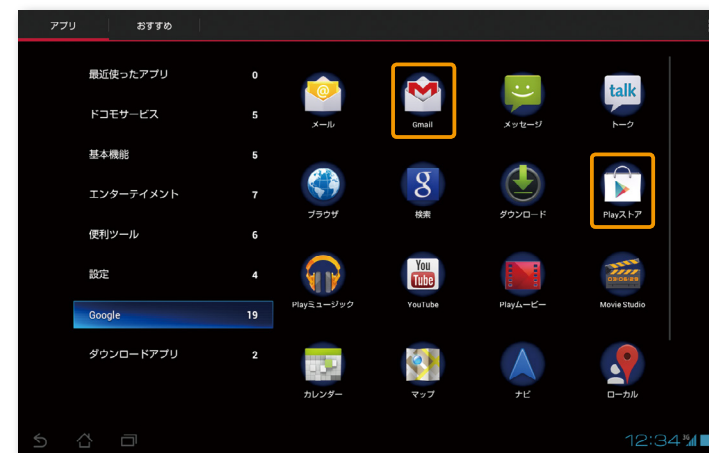 アプリ おすすめ
最近使ったアプリ 0
ドコモサービス 5
基本機能 5
エンターテイメント 7
便利ツール 6
設定 4
Google 19
ダウンロードアプリ 2
@ talk
メール Gmail メッセージ トーク
g
ブラウザ 検索 ダウンロード Playストア
You
Tube
Playミュージック YouTube Playムービー Movie Studio
カレンダー マップ ナビ ローカル
12:34 3G